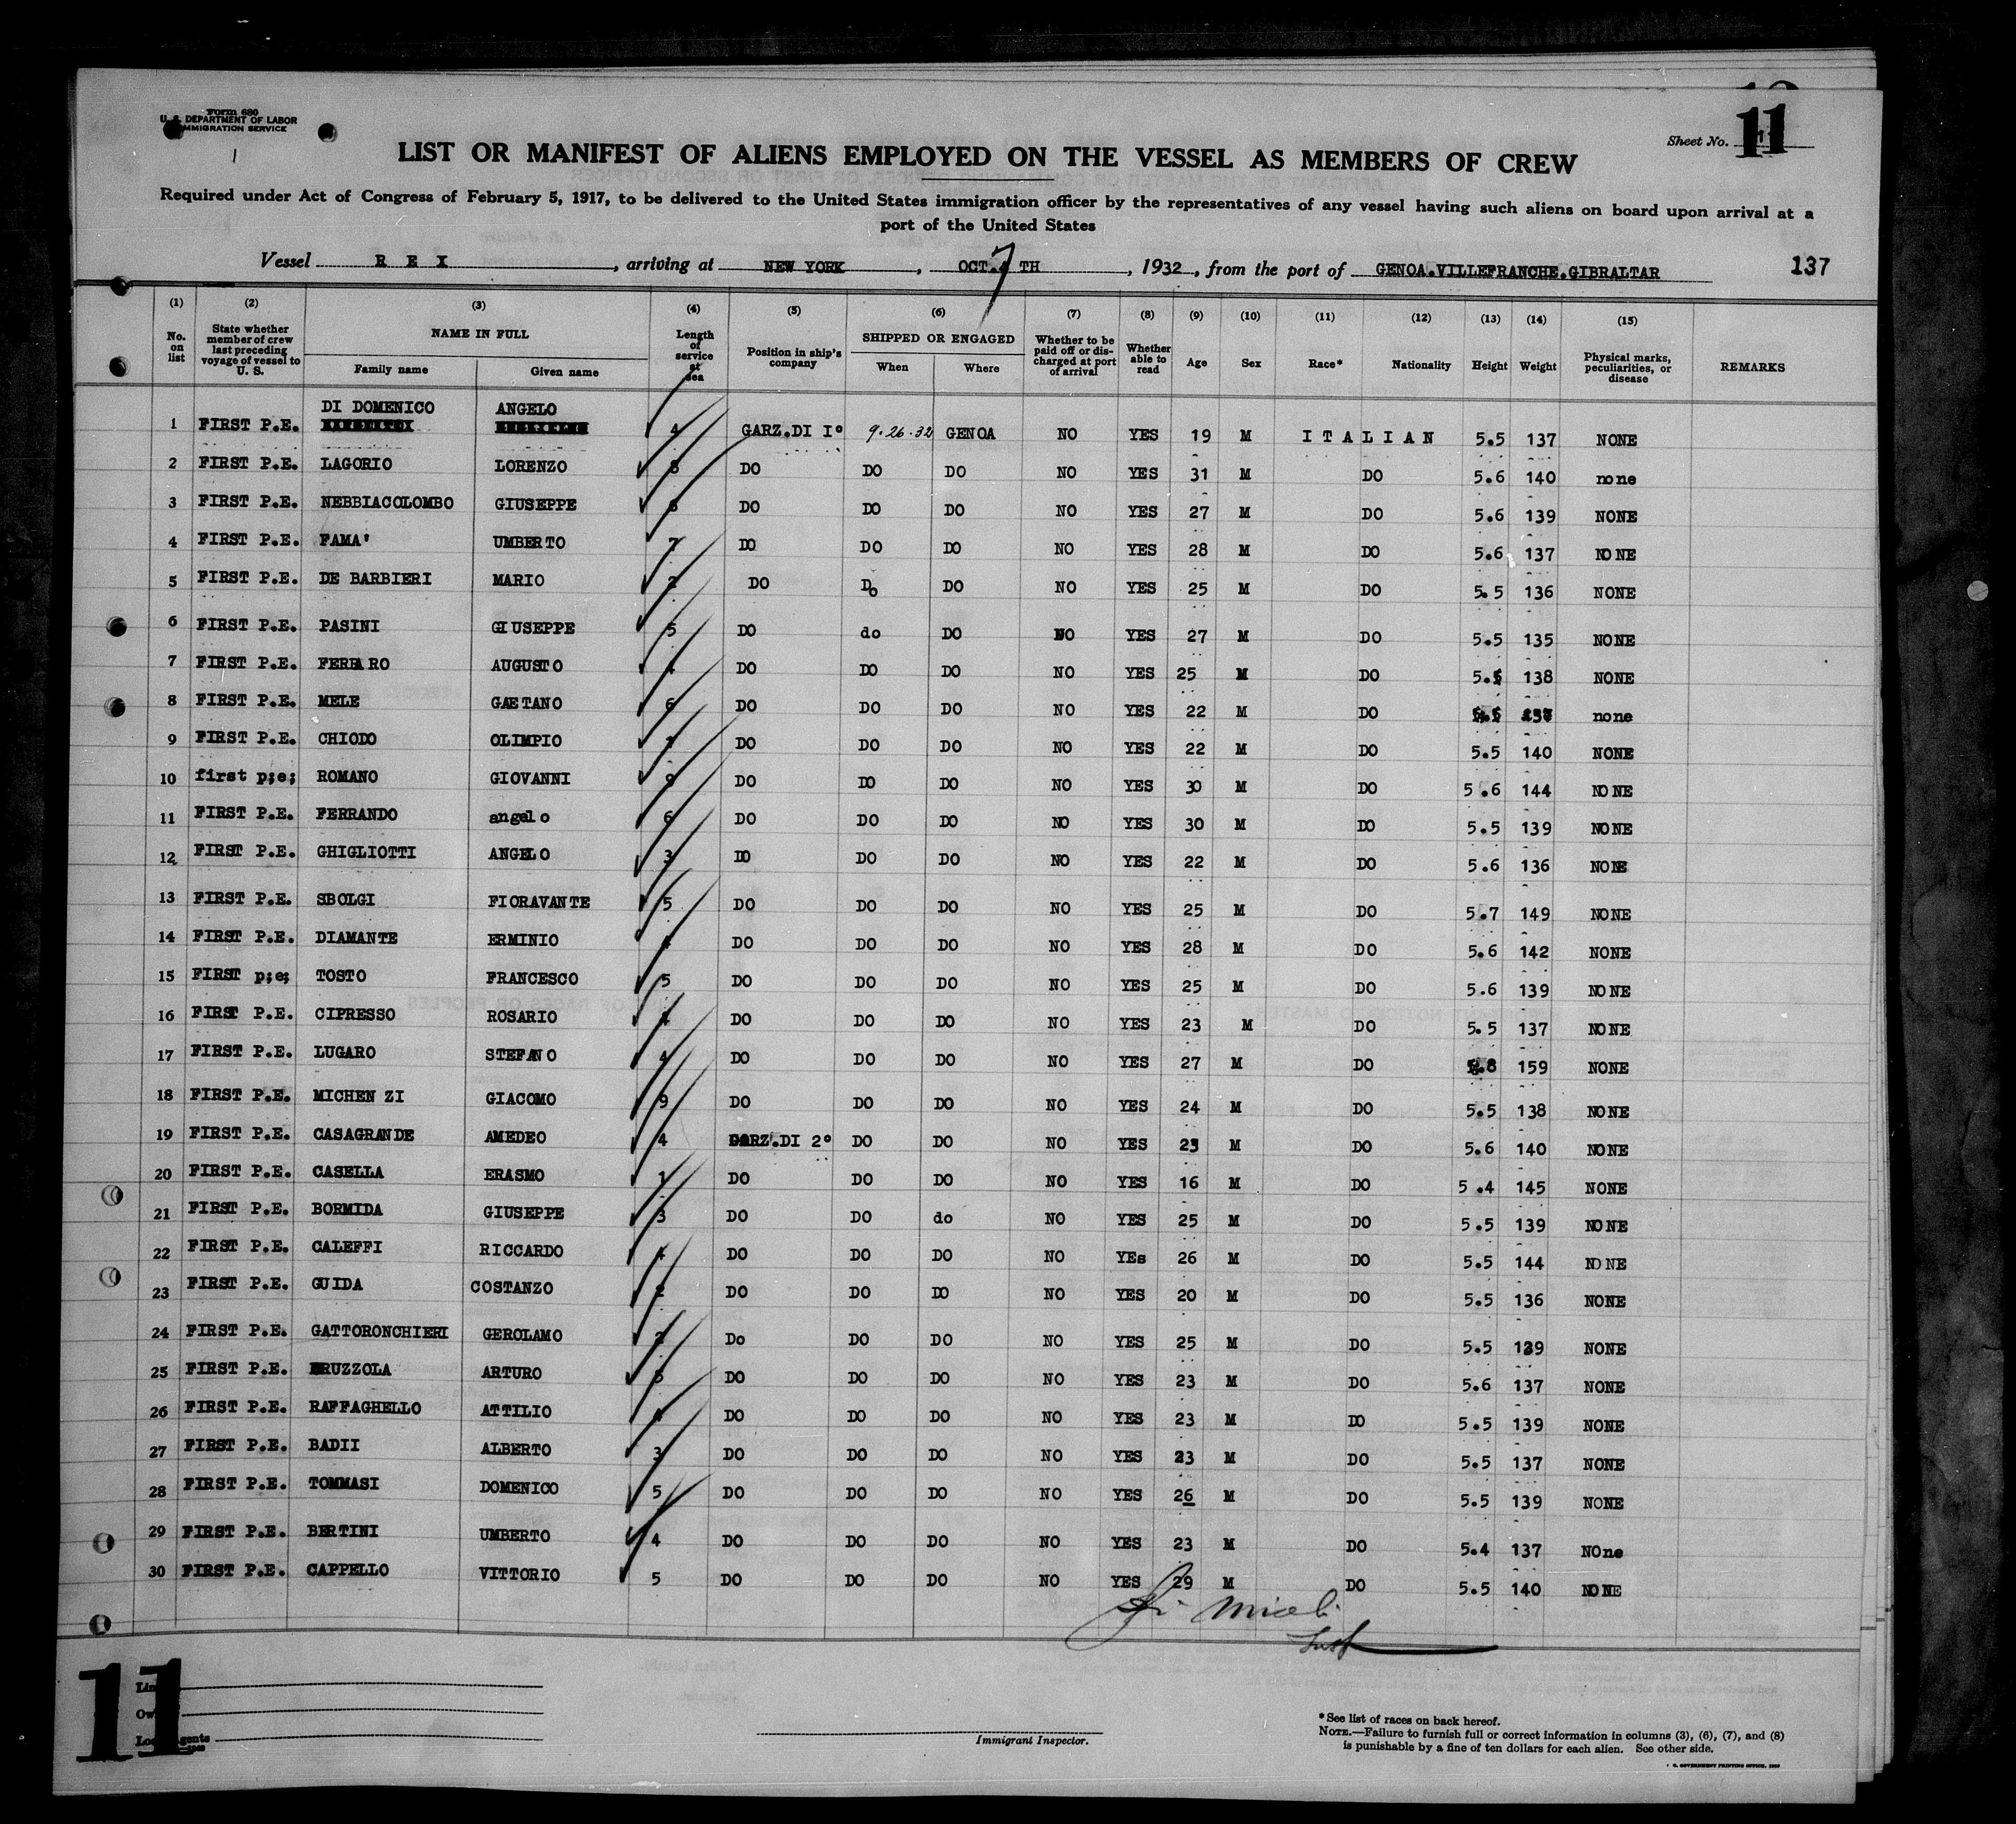 Form 680
U. S. DEPARTMENT OF LABOR
IMMIGRATION SERVICE
Sheet No. 11
LIST OR MANIFEST OF ALIENS EMPLOYED ON THE VESSEL AS MEMBERS OF CREW
Required under Act of Congress of February 5, 1917, to be delivered to the United States immigration officer by the representatives of any vessel having such aliens on board upon arrival at a
port of the United States
Vessel REX, arriving at NEW YORK, OCT. 7 TH, 1932, from the port of GENOA.VILLEFRANCHE.GIBRALTAR 137
(1) (2) (3) (4) (5) (6) (7) (8) (9) (10) (11) (12) (13) (14) (15)
No. on list State whether member of crew last preceding voyage of vessel to U. S. NAME IN FULL Family name Given name Length of service at sea Position in ship's company SHIPPED OR ENGAGED When Where Whether to be paid off or discharged at port of arrival Whether able to read Age Sex Race* Nationality Height Weight Physical marks, peculiarities, or disease REMARKS
1 FIRST P.E. DI DOMENICO ANGELO 4 GARZ.DI I° 9-26-32 GENOA NO YES 19 M ITALIAN 5.5 137 NONE
2 FIRST P.E. LAGORIO LORENZO DO DO DO NO YES 31 M DO 5.6 140 none
3 FIRST P.E. NEBBIACOLOMBO GIUSEPPE DO DO DO NO YES 27 M DO 5.6 139 NONE
4 FIRST P.E. FAMA' UMBERTO 7 DO DO DO NO YES 28 M DO 5.6 137 NONE
5 FIRST P.E. DE BARBIERI MARIO 2 DO Do DO NO YES 25 M DO 5.5 136 NONE
6 FIRST P.E. PASINI GIUSEPPE 5 DO do DO NO YES 27 M DO 5.5 135 NONE
7 FIRST P.E. FERRARO AUGUSTO 4 DO DO DO NO YES 25 M DO 5.5 138 NONE
8 FIRST P.E. MELE GAETANO 6 DO DO DO NO YES 22 M DO none
9 FIRST P.E. CHIODO OLIMPIO DO DO DO NO YES 22 M DO 5.5 140 NONE
10 first p;e; ROMANO GIOVANNI DO DO DO NO YES 30 M DO 5.6 144 NONE
11 FIRST P.E. FERRANDO angelo 6 DO DO DO NO YES 30 M DO 5.5 139 NONE
12 FIRST P.E. GHIGLIOTTI ANGELO 3 DO DO DO NO YES 22 M DO 5.6 136 NONE
13 FIRST P.E. SBOLGI FIORAVANTE 5 DO DO DO NO YES 25 M DO 5.7 149 NONE
14 FIRST P.E. DIAMANTE ERMINIO 4 DO DO DO NO YES 28 M DO 5.6 142 NONE
15 FIRST p;e; TOSTO FRANCESCO 5 DO DO DO NO YES 25 M DO 5.6 139 NONE
16 FIRST P.E. CIPRESSO ROSARIO 4 DO DO DO NO YES 23 M DO 5.5 137 NONE
17 FIRST P.E. LUGARO STEFANO 4 DO DO DO NO YES 27 M DO 5.8 159 NONE
18 FIRST P.E. MICHENZI GIACOMO 9 DO DO DO NO YES 24 M DO 5.5 138 NONE
19 FIRST P.E. CASAGRANDE AMEDEO 4 GARZ.DI 2° DO DO NO YES 23 M DO 5.6 140 NONE
20 FIRST P.E. CASELLA ERASMO 1 DO DO DO NO YES 16 M DO 5.4 145 NONE
21 FIRST P.E. BORMIDA GIUSEPPE 3 DO DO do NO YES 25 M DO 5.5 139 NONE
22 FIRST P.E. CALEFFI RICCARDO 4 DO DO DO NO YEs 26 M DO 5.5 144 NONE
23 FIRST P.E. GUIDA COSTANZO 2 DO DO DO NO YES 20 M DO 5.5 136 NONE
24 FIRST P.E. GATTORONCHIERI GEROLAMO 2 Do DO DO NO YES 25 M DO 5.5 139 NONE
25 FIRST P.E. BRUZZOLA ARTURO DO DO DO NO YES 23 M DO 5.6 137 NONE
26 FIRST P.E. RAFFAGHELLO ATTILIO 4 DO DO DO NO YES 23 M DO 5.5 139 NONE
27 FIRST P.E. BADII ALBERTO 3 DO DO DO NO YES 23 M DO 5.5 137 NONE
28 FIRST P.E. TOMMASI DOMENICO 5 DO DO DO NO YES 26 M DO 5.5 139 NONE
29 FIRST P.E. BERTINI UMBERTO 4 DO DO DO NO YES 23 M DO 5.4 137 NOne
30 FIRST P.E. CAPPELLO VITTORIO 5 DO DO DO NO YES 29 M DO 5.5 140 NONE
11
Immigrant Inspector.
*See list of races on back hereof.
NOTE.—Failure to furnish full or correct information in columns (3), (6), (7), and (8)
is punishable by a fine of ten dollars for each alien. See other side.
GOVERNMENT PRINTING OFFICE